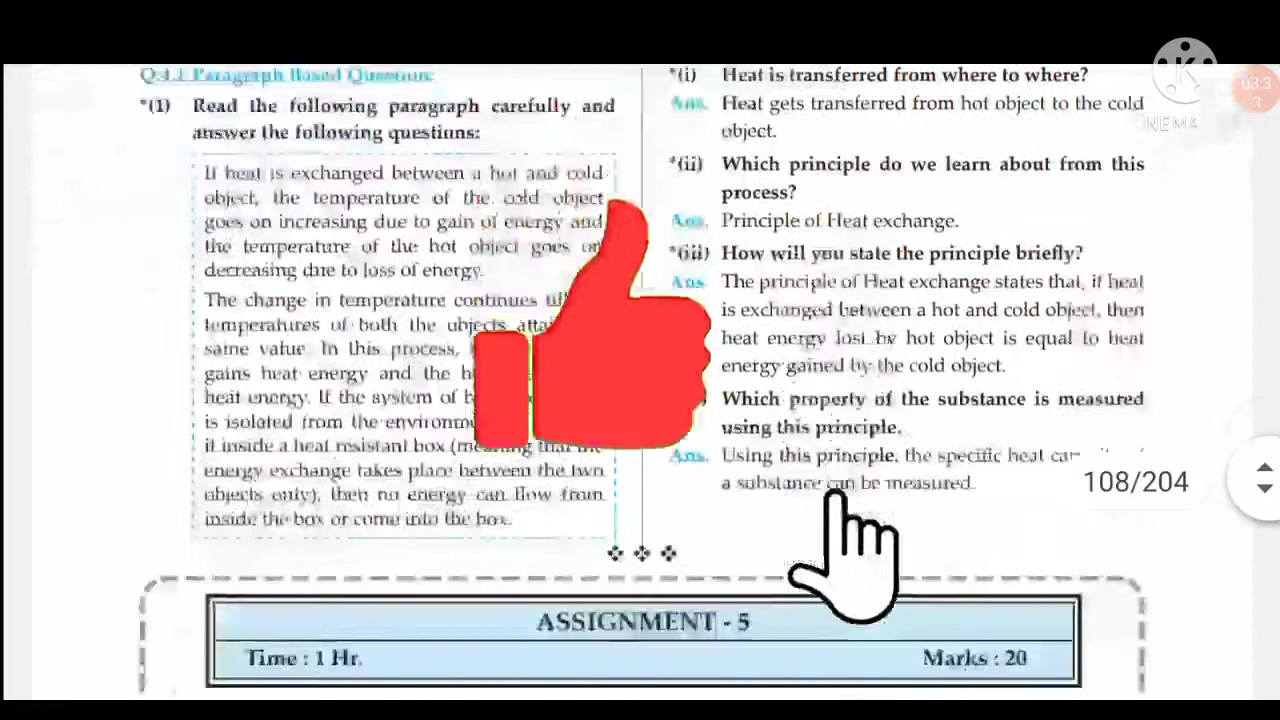 Q.4.1 Paragraph Based Question:
*(1) Read the following paragraph carefully and
answer the following questions:
If heat is exchanged between a hot and cold
object, the temperature of the cold object
goes on increasing due to gain of energy and
the temperature of the hot object goes on
decreasing due to loss of energy.
The change in temperature continues till
temperatures of both the objects
same value. In this process,
gains heat energy and the
heat energy. If the system of
is isolated from the
it inside a heat resistant box (meaning that the
energy exchange takes place between the two
objects only), then no energy can flow from
inside the box or come into the box.
*(i) Heat is transferred from where to where?
Ans. Heat gets transferred from hot object to the cold
object.
*(ii) Which principle do we learn about from this
process?
Ans. Principle of Heat exchange.
*(iii) How will you state the principle briefly?
Ans The principle of Heat exchange states that, if heat
is exchanged between a hot and cold object, then
heat energy lost by hot object is equal to heat
energy gained by the cold object.
Which property of the substance is measured
using this principle.
Ans. Using this principle, the specific heat
a substance can be measured.
ASSIGNMENT - 5
Time : 1 Hr.
Marks : 20
108/204
K
NEMA
03:3
3